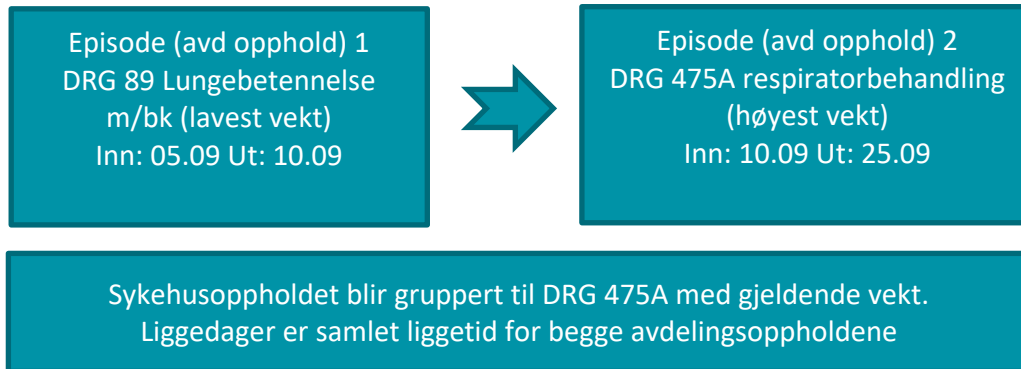 Episode (avd opphold) 1
DRG 89 Lungebetennelse
m/bk (lavest vekt)
Inn: 05.09 Ut: 10.09
Episode (avd opphold) 2
DRG 475A respiratorbehandling
(høyest vekt)
Inn: 10.09 Ut: 25.09
Sykehusoppholdet blir gruppert til DRG 475A med gjeldende vekt.
Liggedager er samlet liggetid for begge avdelingsoppholdene